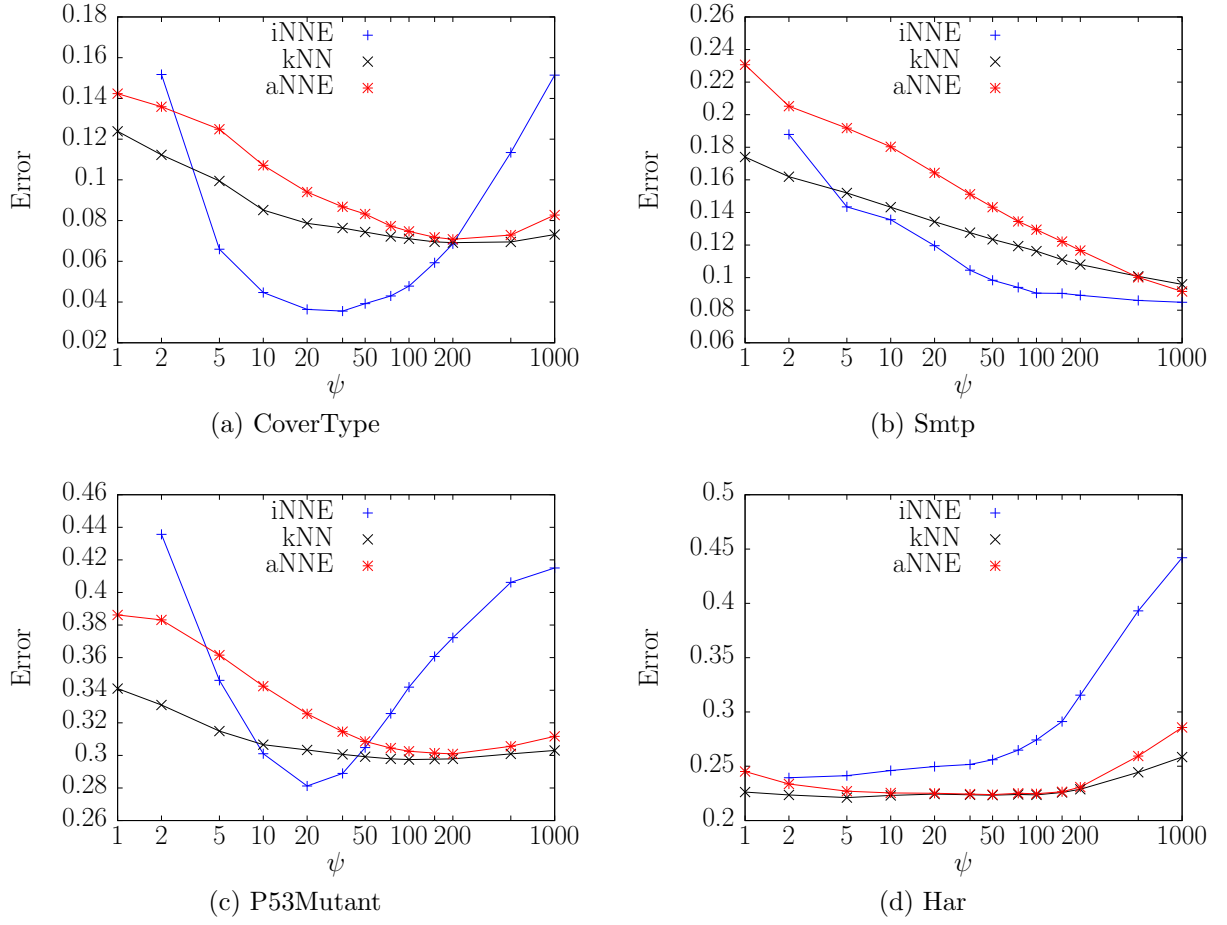 0.18
0.16
0.14
0.12
0.1
0.08
0.06
0.04
0.02
Error
iNNE
kNN
aNNE
1 2 5 10 20 50 100 200 1000
ψ
(a) CoverType
0.26
0.24
0.22
0.2
0.18
0.16
0.14
0.12
0.1
0.08
0.06
Error
iNNE
kNN
aNNE
1 2 5 10 20 50 100 200 1000
ψ
(b) Smtp
0.46
0.44
0.42
0.4
0.38
0.36
0.34
0.32
0.3
0.28
0.26
Error
iNNE
kNN
aNNE
1 2 5 10 20 50 100 200 1000
ψ
(c) P53Mutant
0.5
0.45
0.4
0.35
0.3
0.25
0.2
Error
iNNE
kNN
aNNE
1 2 5 10 20 50 100 200 1000
ψ
(d) Har